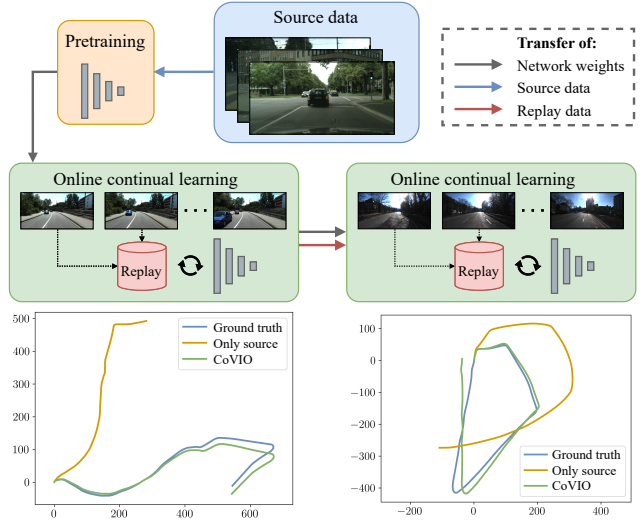 Source data
Pretraining
Transfer of:
Network weights
Source data
Replay data
Online continual learning
Replay
Online continual learning
Replay
500
400
300
200
100
0
0
200
400
600
Ground truth
Only source
CoVIO
100
0
−100
−200
−300
−400
−200
0
200
400
Ground truth
Only source
CoVIO